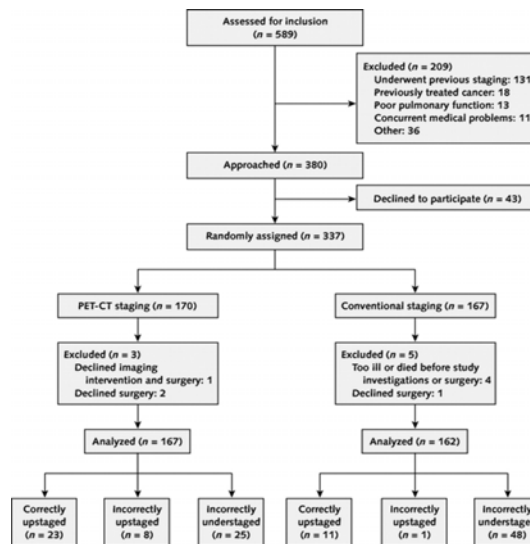 Assessed for inclusion
(n = 589)
Excluded (n = 209)
Underwent previous staging: 131
Previously treated cancer: 18
Poor pulmonary function: 13
Concurrent medical problems: 11
Other: 36
Approached (n = 380)
Declined to participate (n = 43)
Randomly assigned (n = 337)
PET-CT staging (n = 170)
Conventional staging (n = 167)
Excluded (n = 3)
Declined imaging
intervention and surgery: 1
Declined surgery: 2
Excluded (n = 5)
Too ill or died before study
investigations or surgery: 4
Declined surgery: 1
Analyzed (n = 167)
Analyzed (n = 162)
Correctly
upstaged
(n = 23)
Incorrectly
upstaged
(n = 8)
Incorrectly
understaged
(n = 25)
Correctly
upstaged
(n = 11)
Incorrectly
upstaged
(n = 1)
Incorrectly
understaged
(n = 48)